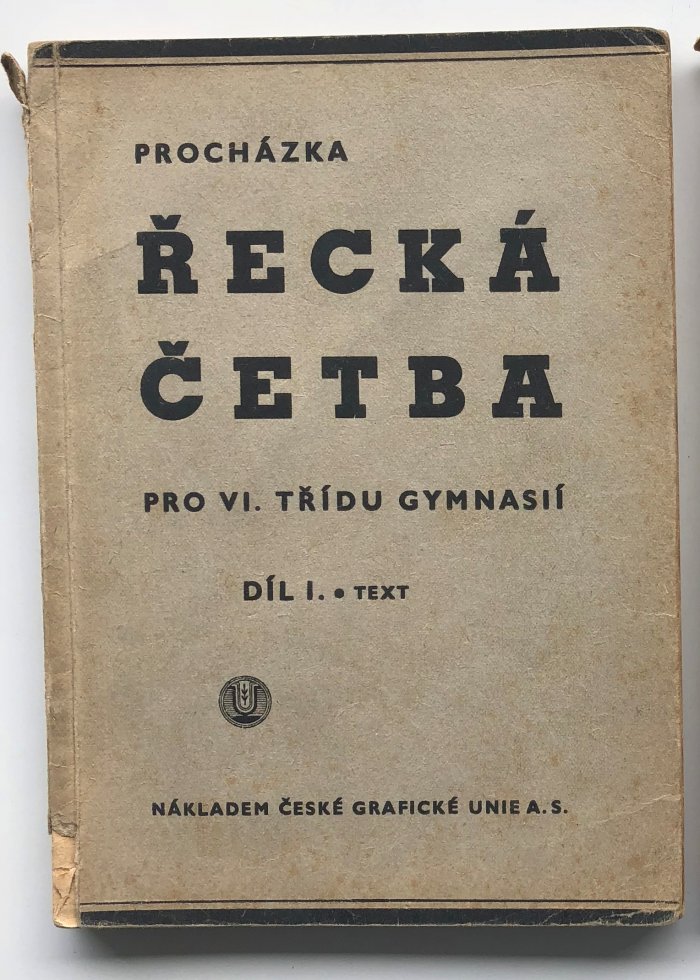 PROCHÁZKA
ŘECKÁ
ČETBA
PRO VI. TŘÍDU GYMNASIÍ
DÍL I. • TEXT
NÁKLADEM ČESKÉ GRAFICKÉ UNIE A. S.